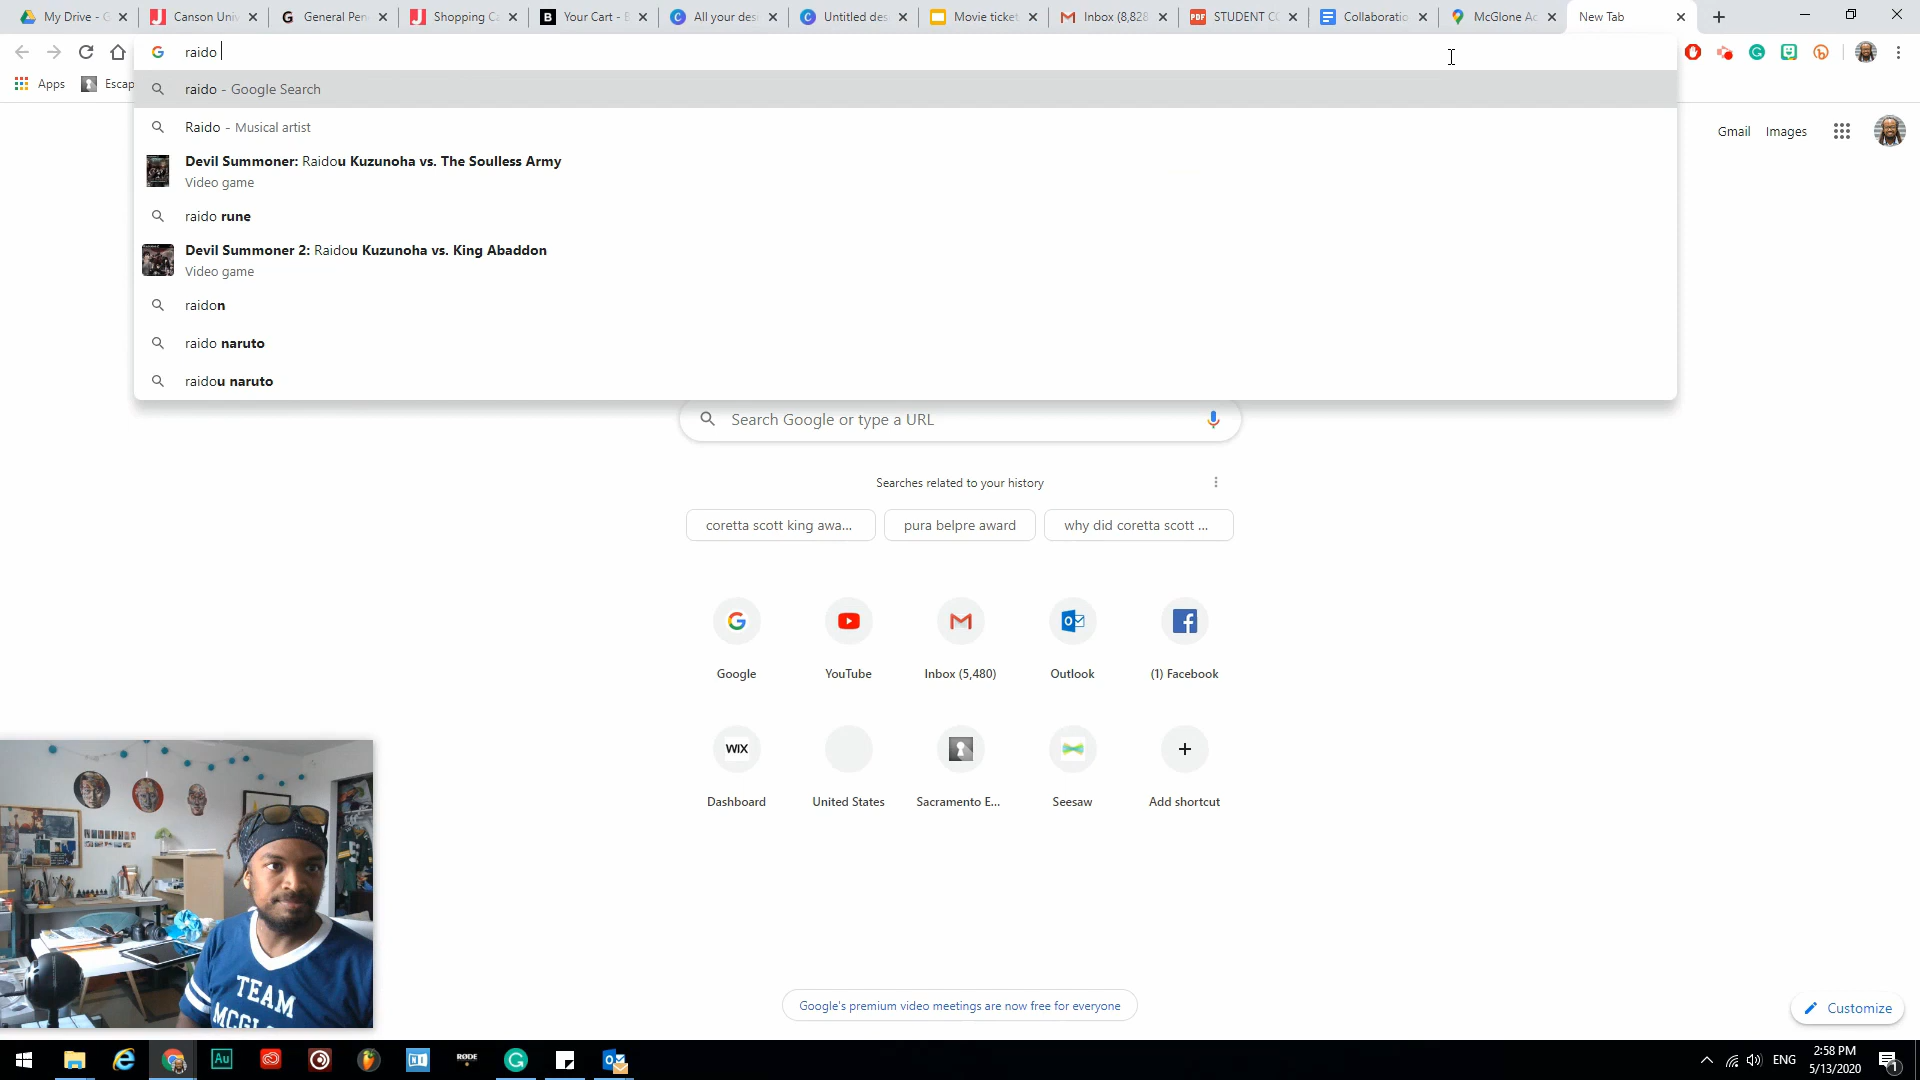 My Drive - G
Canson Univ
General Pen
Shopping Ca
Your Cart - B
All your des
Untitled des
Movie ticket
Inbox (8,828
STUDENT CO
Collaboratio
McGlone Ac
New Tab
raido
Apps
Escap
raido - Google Search
Raido - Musical artist
Devil Summoner: Raidou Kuzunoha vs. The Soulless Army
Video game
raido rune
Devil Summoner 2: Raidou Kuzunoha vs. King Abaddon
Video game
raidon
raido naruto
raidou naruto
Gmail Images
Search Google or type a URL
Searches related to your history
coretta scott king awa...
pura belpre award
why did coretta scott ...
Google
YouTube
Inbox (5,480)
Outlook
(1) Facebook
WIX
Dashboard
United States
Sacramento E...
Seesaw
Add shortcut
TEAM
Google's premium video meetings are now free for everyone
Customize
Au
RØDE
ENG
2:58 PM
5/13/2020
1